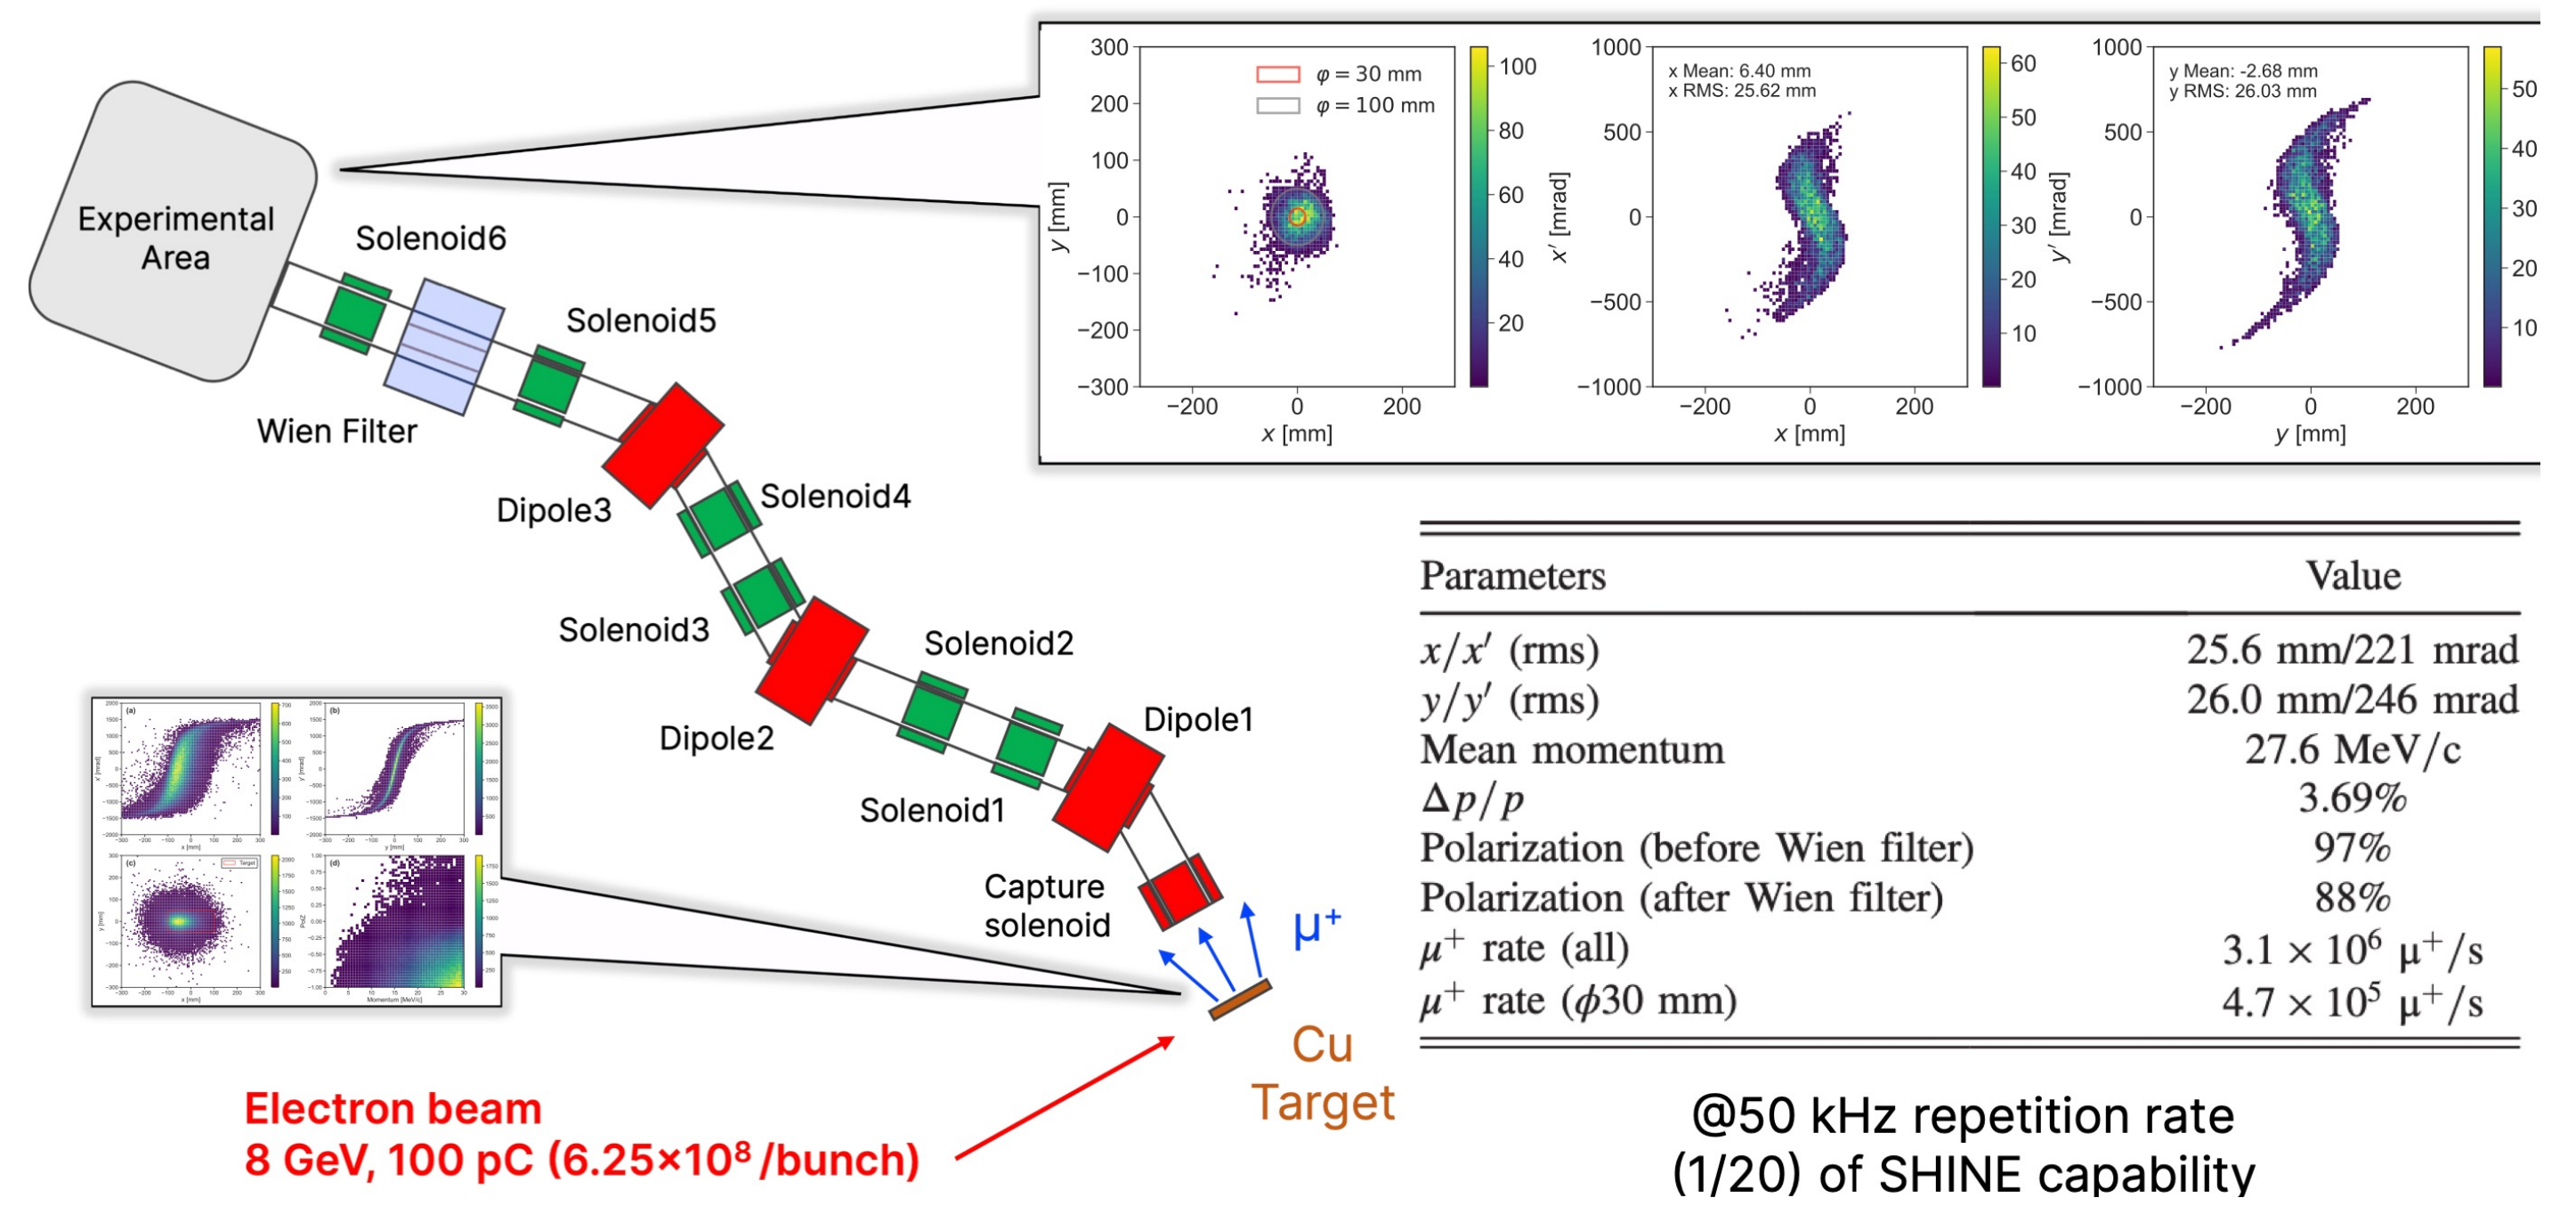 300
200
100
0
−100
−200
−300
y [mm]
−200 0 200
x [mm]
φ = 30 mm
φ = 100 mm
100
80
60
40
20
1000
500
0
−500
−1000
x′ [mrad]
x Mean: 6.40 mm
x RMS: 25.62 mm
−200 0 200
x [mm]
60
50
40
30
20
10
1000
500
0
−500
−1000
y′ [mrad]
y Mean: -2.68 mm
y RMS: 26.03 mm
−200 0 200
y [mm]
50
40
30
20
10
Experimental
Area
Solenoid6
Solenoid5
Wien Filter
Dipole3
Solenoid4
Solenoid3
Solenoid2
Dipole2
Dipole1
Solenoid1
Capture
solenoid
μ⁺
Cu
Target
Electron beam
8 GeV, 100 pC (6.25×10⁸/bunch)
(a)
(b)
(c)
(d)
Target
x [mm]
y [mm]
Momentum [MeV/c]
Parameters Value
x/x′ (rms) 25.6 mm/221 mrad
y/y′ (rms) 26.0 mm/246 mrad
Mean momentum 27.6 MeV/c
Δp/p 3.69%
Polarization (before Wien filter) 97%
Polarization (after Wien filter) 88%
μ⁺ rate (all) 3.1 × 10⁶ μ⁺/s
μ⁺ rate (ϕ30 mm) 4.7 × 10⁵ μ⁺/s
@50 kHz repetition rate
(1/20) of SHINE capability